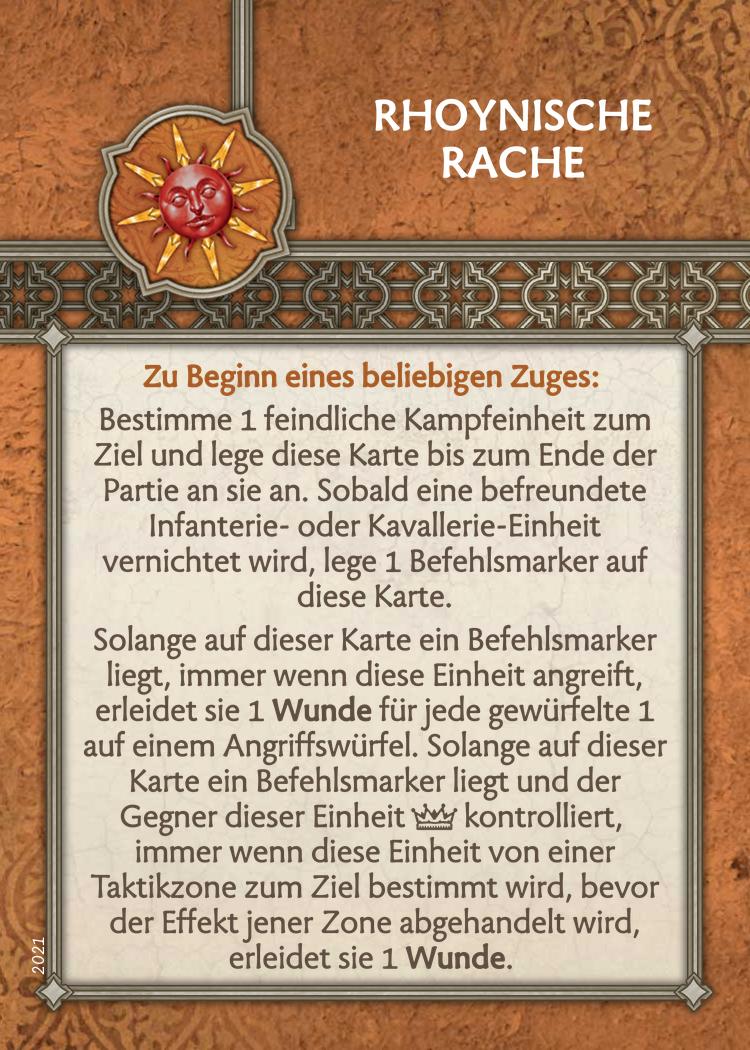 RHOYNISCHE
RACHE
Zu Beginn eines beliebigen Zuges:
Bestimme 1 feindliche Kampfeinheit zum
Ziel und lege diese Karte bis zum Ende der
Partie an sie an. Sobald eine befreundete
Infanterie- oder Kavallerie-Einheit
vernichtet wird, lege 1 Befehlsmarker auf
diese Karte.
Solange auf dieser Karte ein Befehlsmarker
liegt, immer wenn diese Einheit angreift,
erleidet sie 1 Wunde für jede gewürfelte 1
auf einem Angriffswürfel. Solange auf dieser
Karte ein Befehlsmarker liegt und der
Gegner dieser Einheit kontrolliert,
immer wenn diese Einheit von einer
Taktikzone zum Ziel bestimmt wird, bevor
der Effekt jener Zone abgehandelt wird,
erleidet sie 1 Wunde.
2021